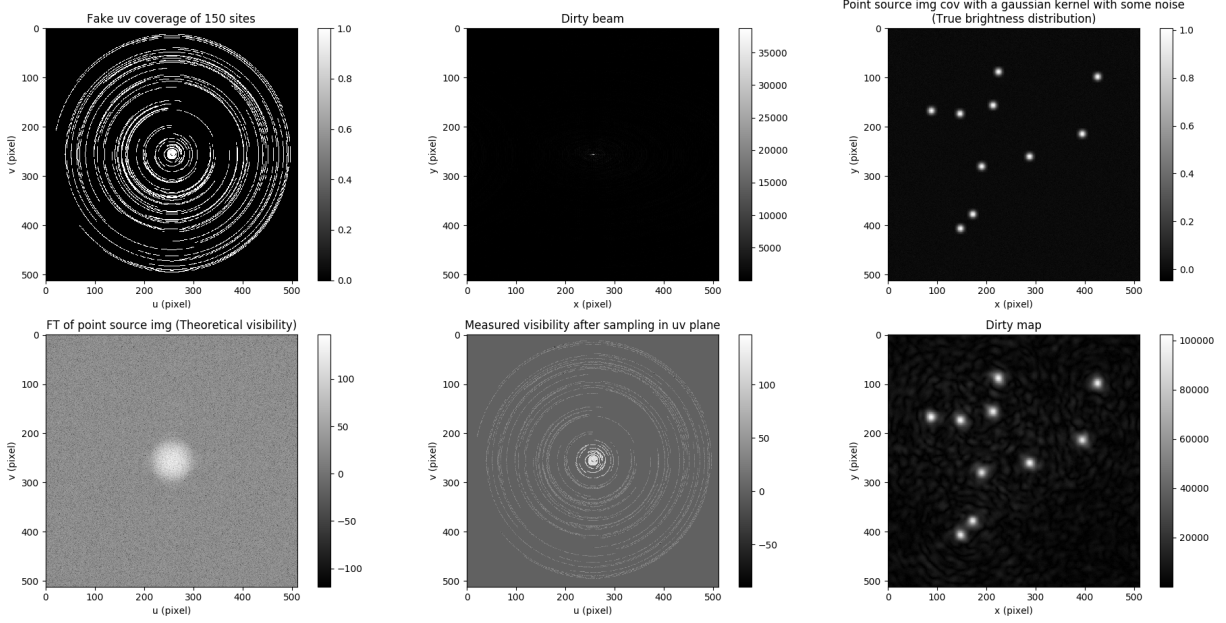 Fake uv coverage of 150 sites
0
100
200
300
400
500
v (pixel)
0 100 200 300 400 500
u (pixel)
1.0
0.8
0.6
0.4
0.2
0.0
Dirty beam
0
100
200
300
400
500
y (pixel)
0 100 200 300 400 500
x (pixel)
35000
30000
25000
20000
15000
10000
5000
Point source img cov with a gaussian kernel with some noise
(True brightness distribution)
0
100
200
300
400
500
y (pixel)
0 100 200 300 400 500
x (pixel)
1.0
0.8
0.6
0.4
0.2
0.0
FT of point source img (Theoretical visibility)
0
100
200
300
400
500
v (pixel)
0 100 200 300 400 500
u (pixel)
100
50
0
−50
−100
Measured visibility after sampling in uv plane
0
100
200
300
400
500
v (pixel)
0 100 200 300 400 500
u (pixel)
100
50
0
−50
Dirty map
0
100
200
300
400
500
y (pixel)
0 100 200 300 400 500
x (pixel)
100000
80000
60000
40000
20000